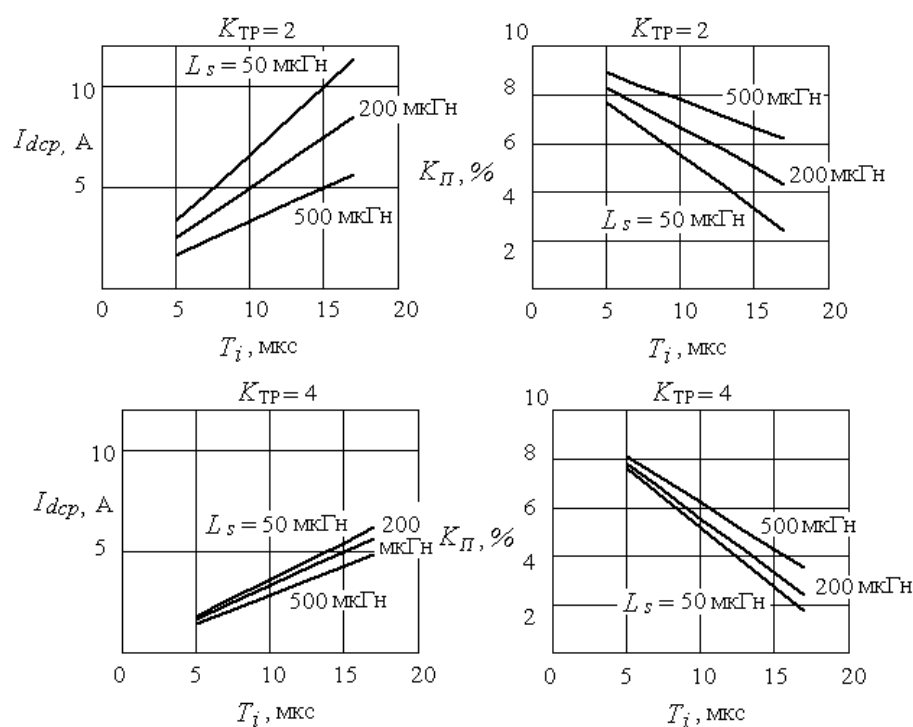 K_ТР = 2
L_s = 50 мкГн
10
200 мкГн
I_dcp, А
5
500 мкГн
0 5 10 15 20
T_i, мкс
K_ТР = 2
10
8
500 мкГн
6
K_П, %
200 мкГн
4
L_s = 50 мкГн
2
0 5 10 15 20
T_i, мкс
K_ТР = 4
10
I_dcp, А
L_s = 50 мкГн
200
мкГн
5
500 мкГн
0 5 10 15 20
T_i, мкс
K_ТР = 4
10
8
6
500 мкГн
K_П, %
4
200 мкГн
L_s = 50 мкГн
2
0 5 10 15 20
T_i, мкс